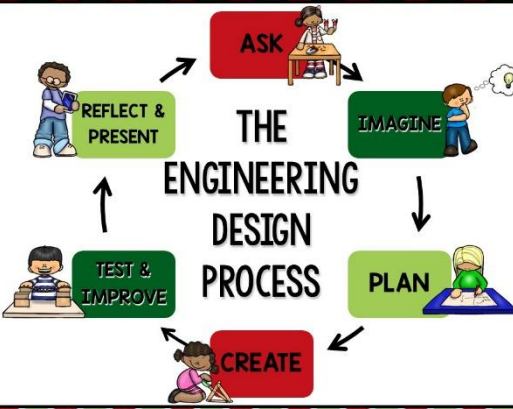 THE
ENGINEERING
DESIGN
PROCESS
ASK
IMAGINE
PLAN
CREATE
TEST &
IMPROVE
REFLECT &
PRESENT